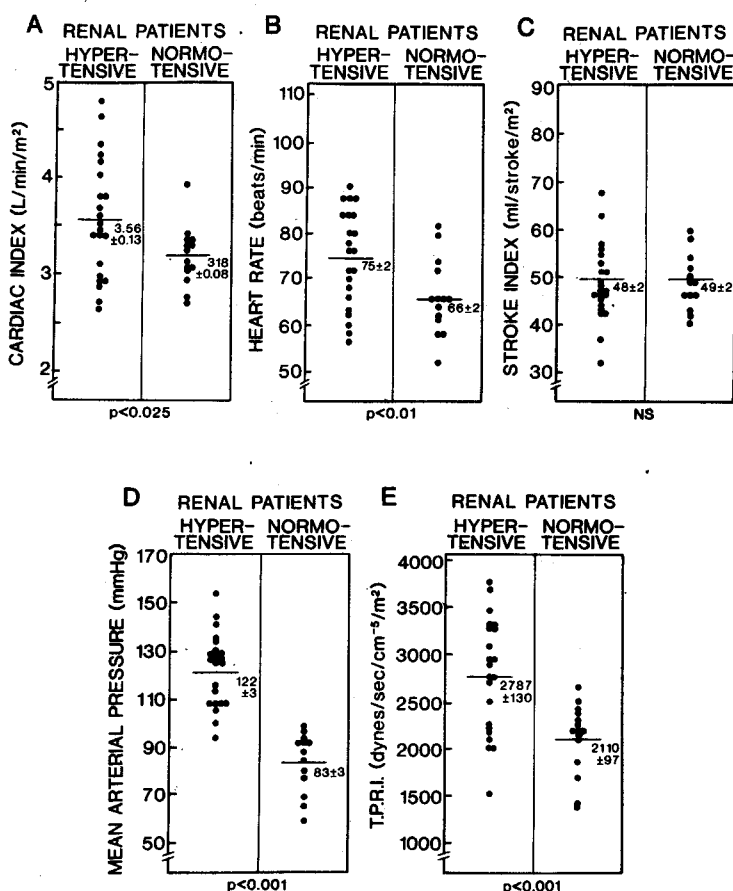 A
RENAL PATIENTS
HYPER-
TENSIVE
NORMO-
TENSIVE
CARDIAC INDEX (L/min/m²)
5
4
3
2
3.56
±0.13
318
±0.08
p<0.025
B
RENAL PATIENTS
HYPER-
TENSIVE
NORMO-
TENSIVE
HEART RATE (beats/min)
110
100
90
80
70
60
50
75±2
66±2
p<0.01
C
RENAL PATIENTS
HYPER-
TENSIVE
NORMO-
TENSIVE
STROKE INDEX (ml/stroke/m²)
90
80
70
60
50
40
30
48±2
49±2
NS
D
RENAL PATIENTS
HYPER-
TENSIVE
NORMO-
TENSIVE
MEAN ARTERIAL PRESSURE (mmHg)
170
150
130
110
90
70
50
122
±3
83±3
p<0.001
E
RENAL PATIENTS
HYPER-
TENSIVE
NORMO-
TENSIVE
T.P.R.I. (dynes/sec/cm⁻⁵/m²)
4000
3500
3000
2500
2000
1500
1000
2787
±130
2110
±97
p<0.001